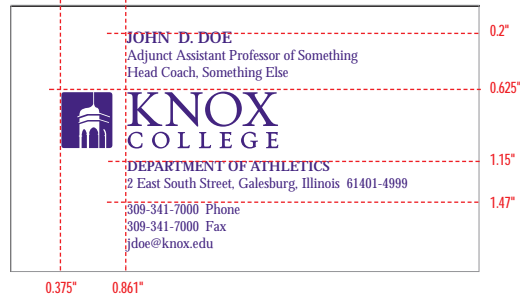 JOHN D. DOE
Adjunct Assistant Professor of Something
Head Coach, Something Else
KNOX
COLLEGE
DEPARTMENT OF ATHLETICS
2 East South Street, Galesburg, Illinois 61401-4999
309-341-7000 Phone
309-341-7000 Fax
jdoe@knox.edu
0.2"
0.625"
1.15"
1.47"
0.375"
0.861"